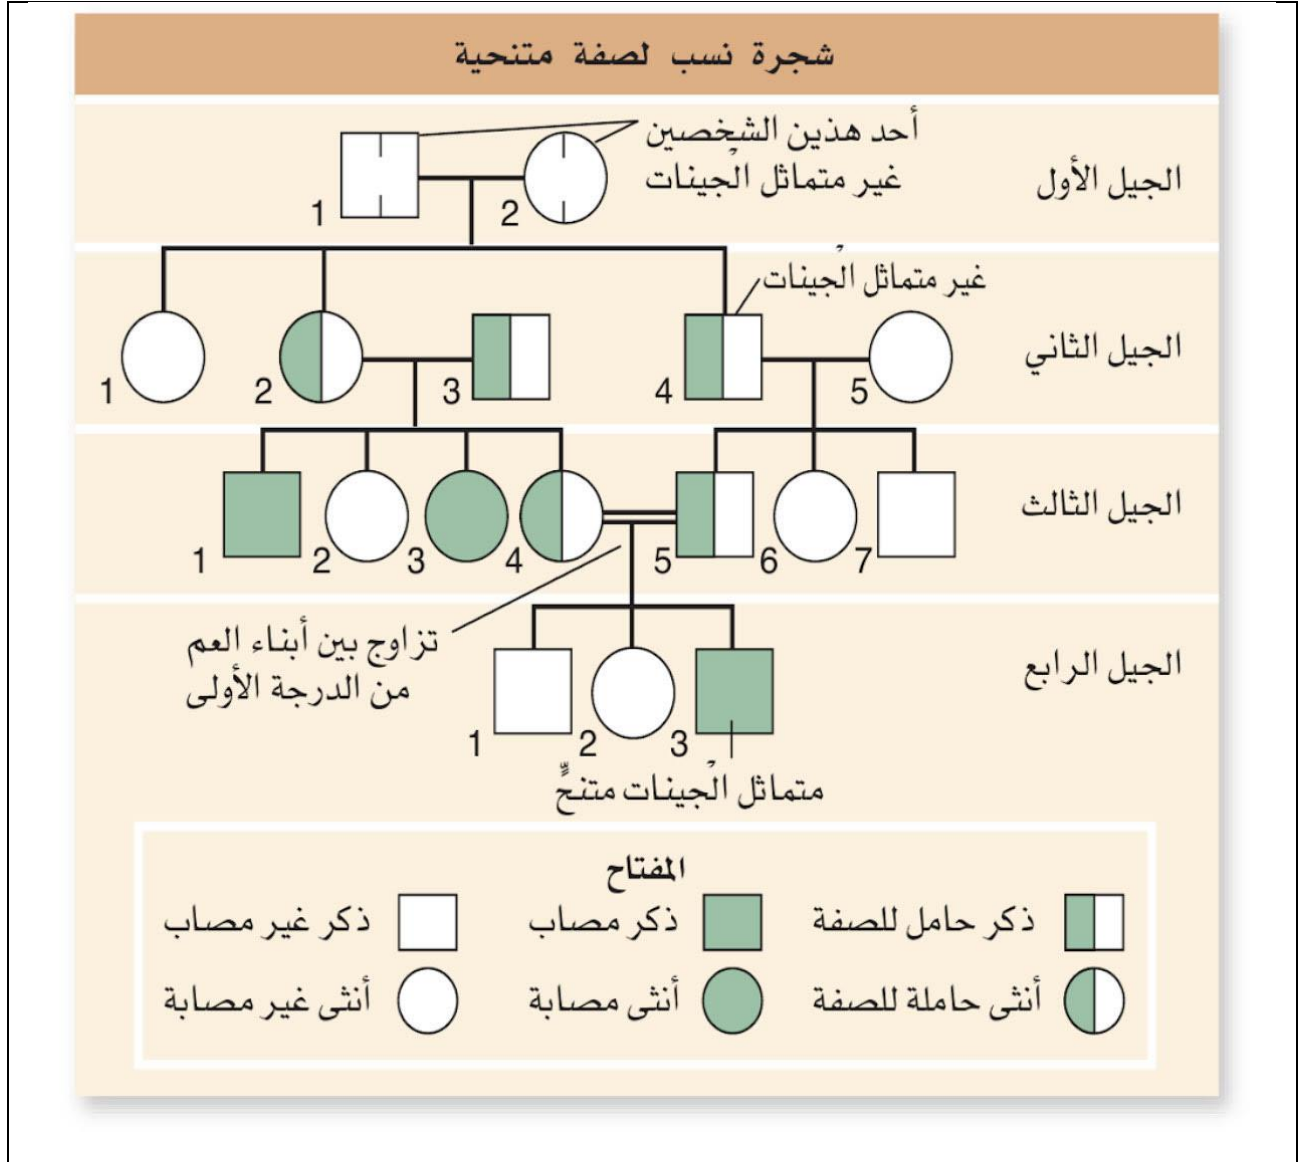 شجرة نسب لصفة متنحية
أحد هذين الشخصين
غير متماثل الجينات
الجيل الأول
1 2
غير متماثل الجينات
الجيل الثاني
1 2 3 4 5
الجيل الثالث
1 2 3 4 5 6 7
تزاوج بين أبناء العم
من الدرجة الأولى
الجيل الرابع
1 2 3
متماثل الجينات متنحٍّ
المفتاح
ذكر حامل للصفة ذكر مصاب ذكر غير مصاب
أنثى حاملة للصفة أنثى مصابة أنثى غير مصابة